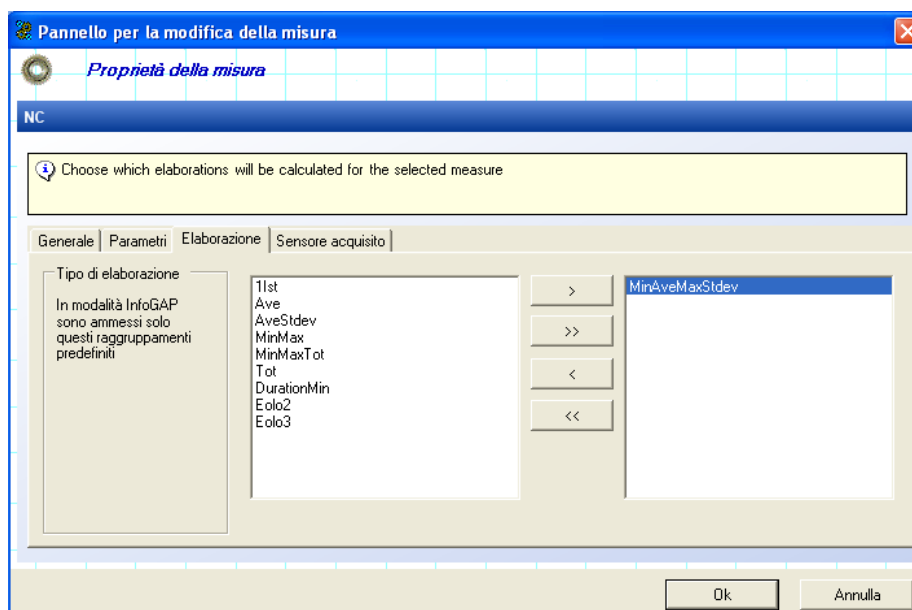 Pannello per la modifica della misura
Proprietà della misura
NC
Choose which elaborations will be calculated for the selected measure
Generale Parametri Elaborazione Sensore acquisito
Tipo di elaborazione
In modalità InfoGAP
sono ammessi solo
questi raggruppamenti
predefiniti
1Ist
Ave
AveStdev
MinMax
MinMaxTot
Tot
DurationMin
Eolo2
Eolo3
>
>>
<
<<
MinAveMaxStdev
Ok Annulla